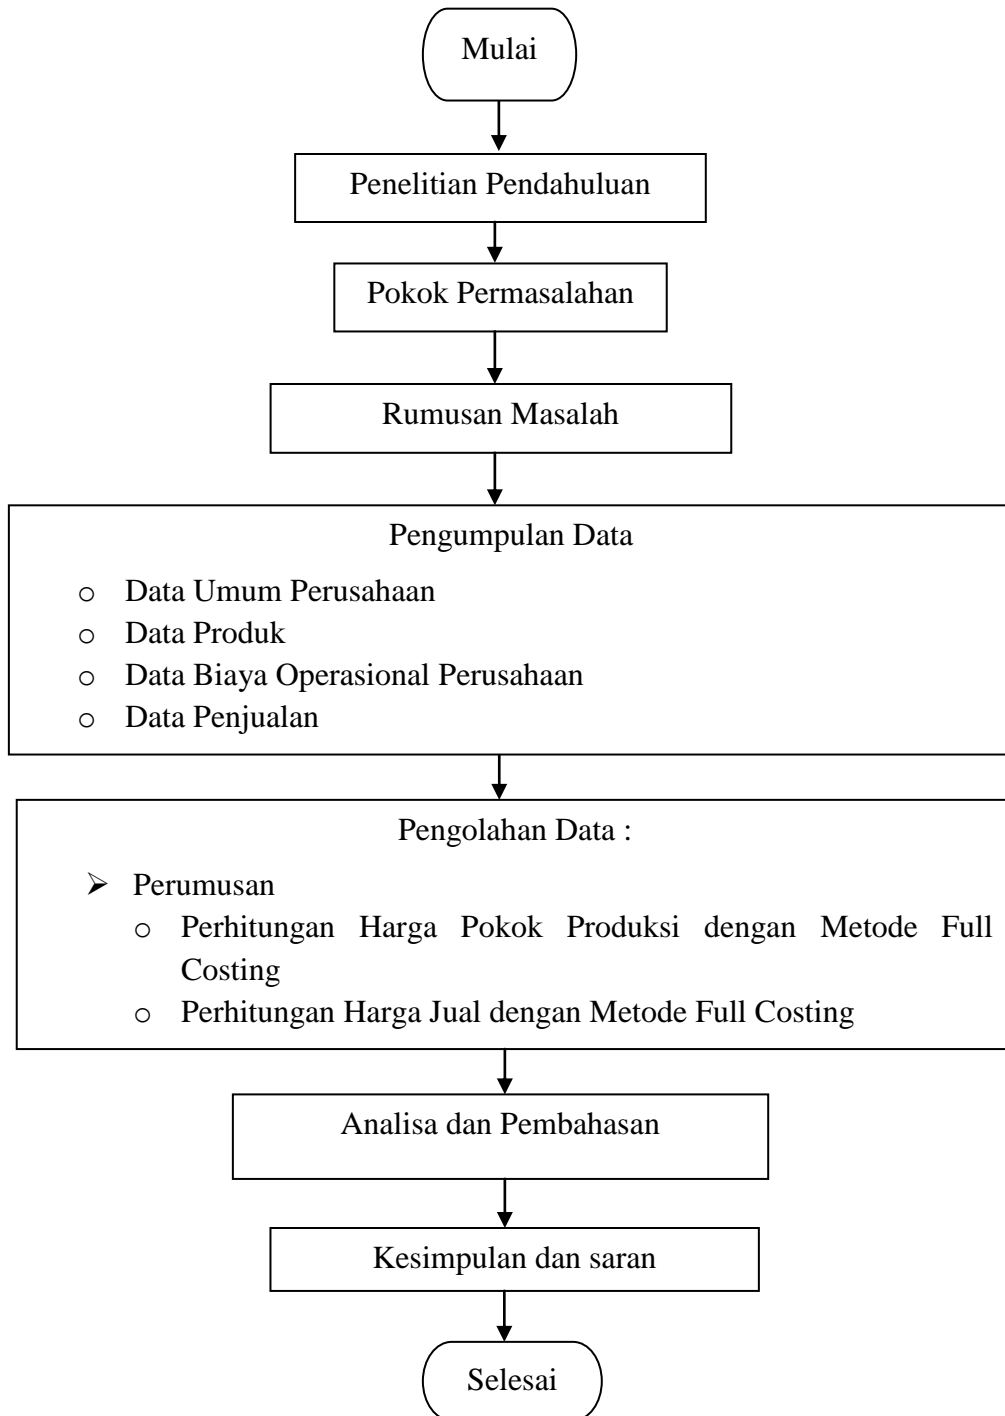 Mulai
Penelitian Pendahuluan
Pokok Permasalahan
Rumusan Masalah
Pengumpulan Data
o Data Umum Perusahaan
o Data Produk
o Data Biaya Operasional Perusahaan
o Data Penjualan
Pengolahan Data :
➢ Perumusan
o Perhitungan Harga Pokok Produksi dengan Metode Full
Costing
o Perhitungan Harga Jual dengan Metode Full Costing
Analisa dan Pembahasan
Kesimpulan dan saran
Selesai